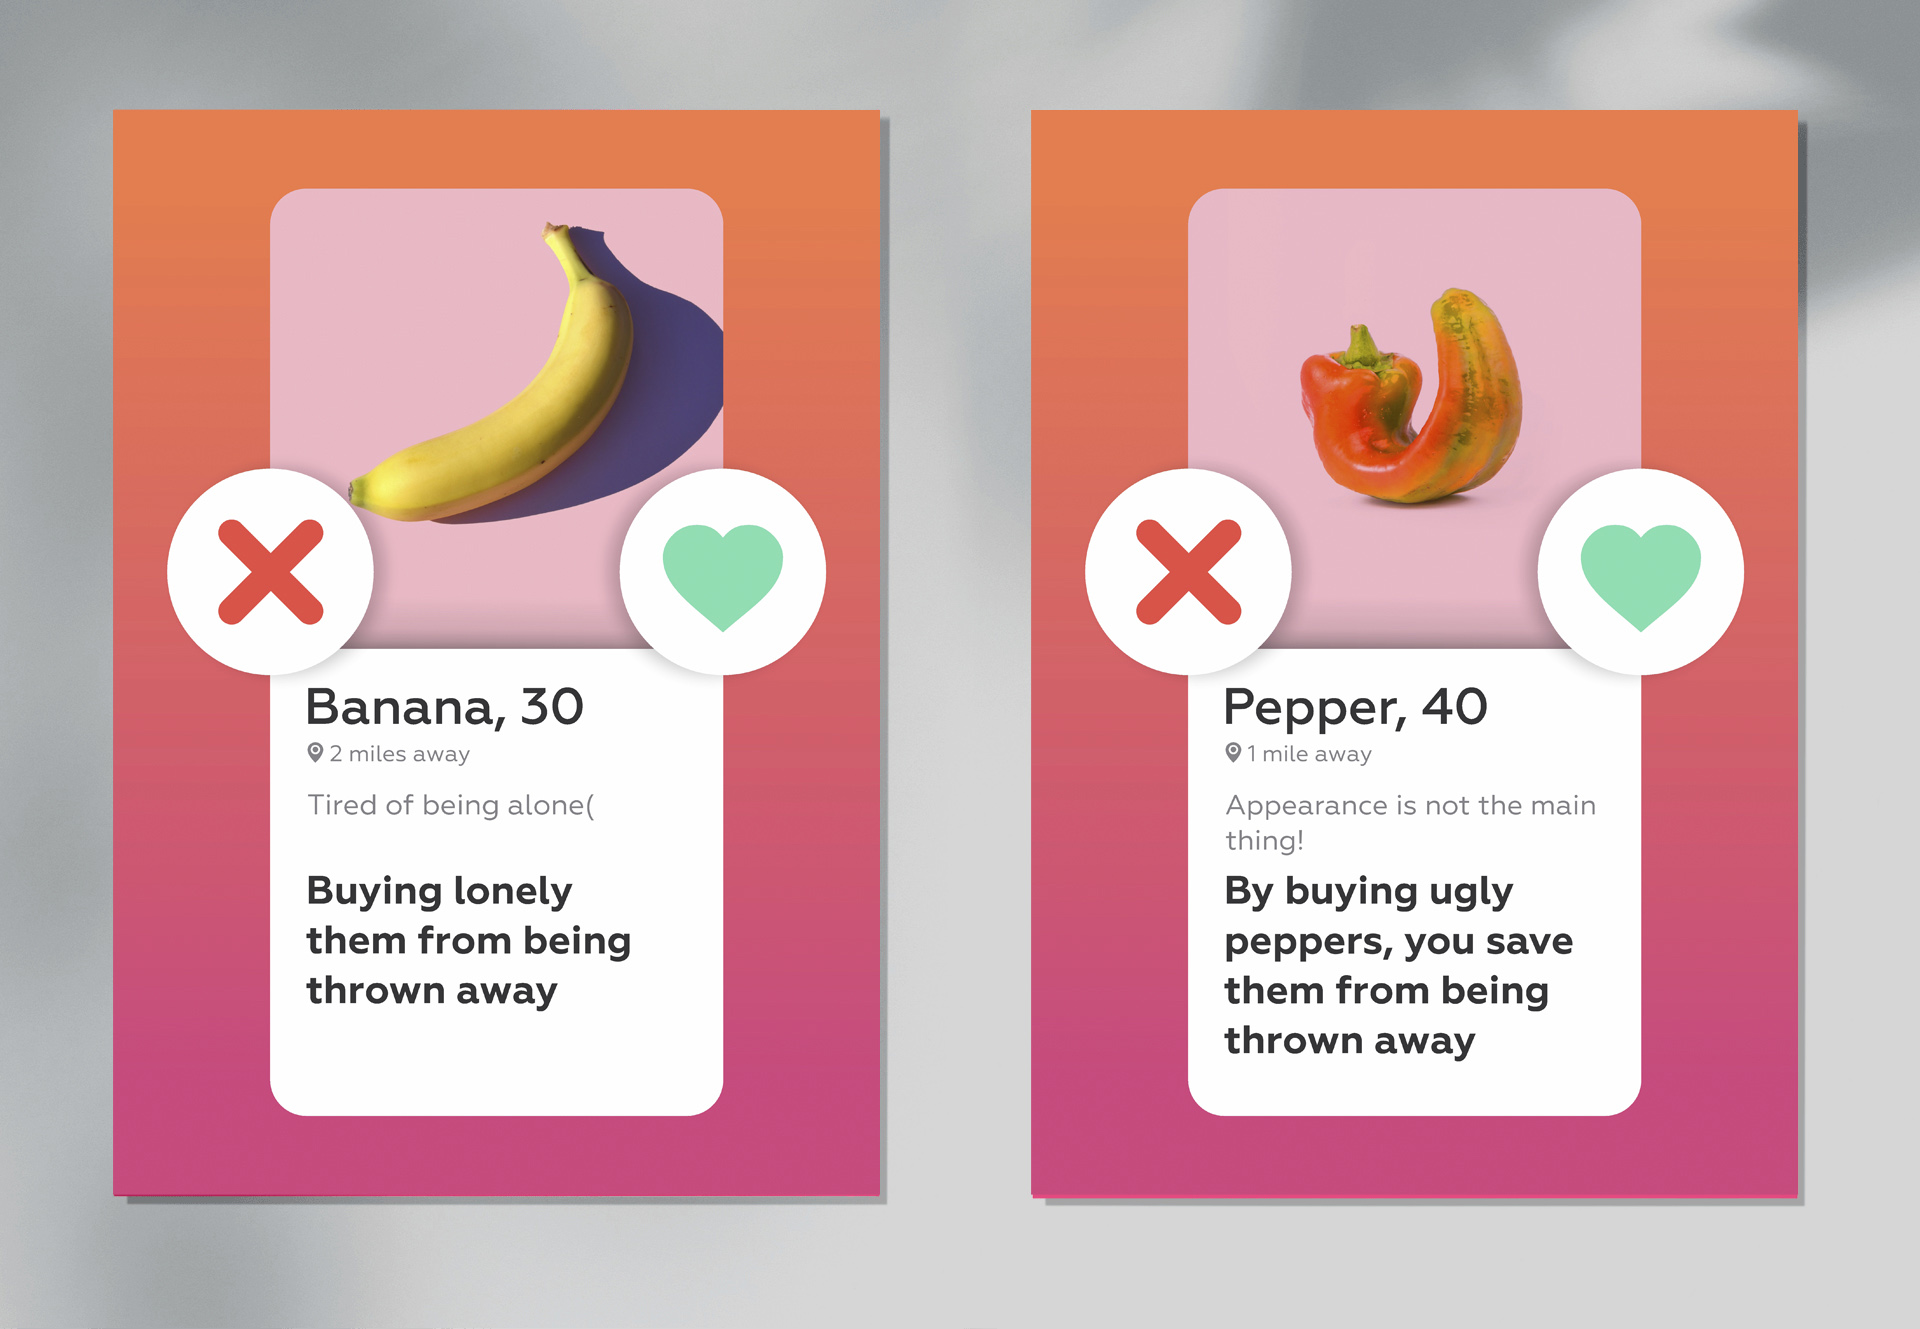 Banana, 30
2 miles away
Tired of being alone(
Buying lonely
them from being
thrown away
Pepper, 40
1 mile away
Appearance is not the main
thing!
By buying ugly
peppers, you save
them from being
thrown away